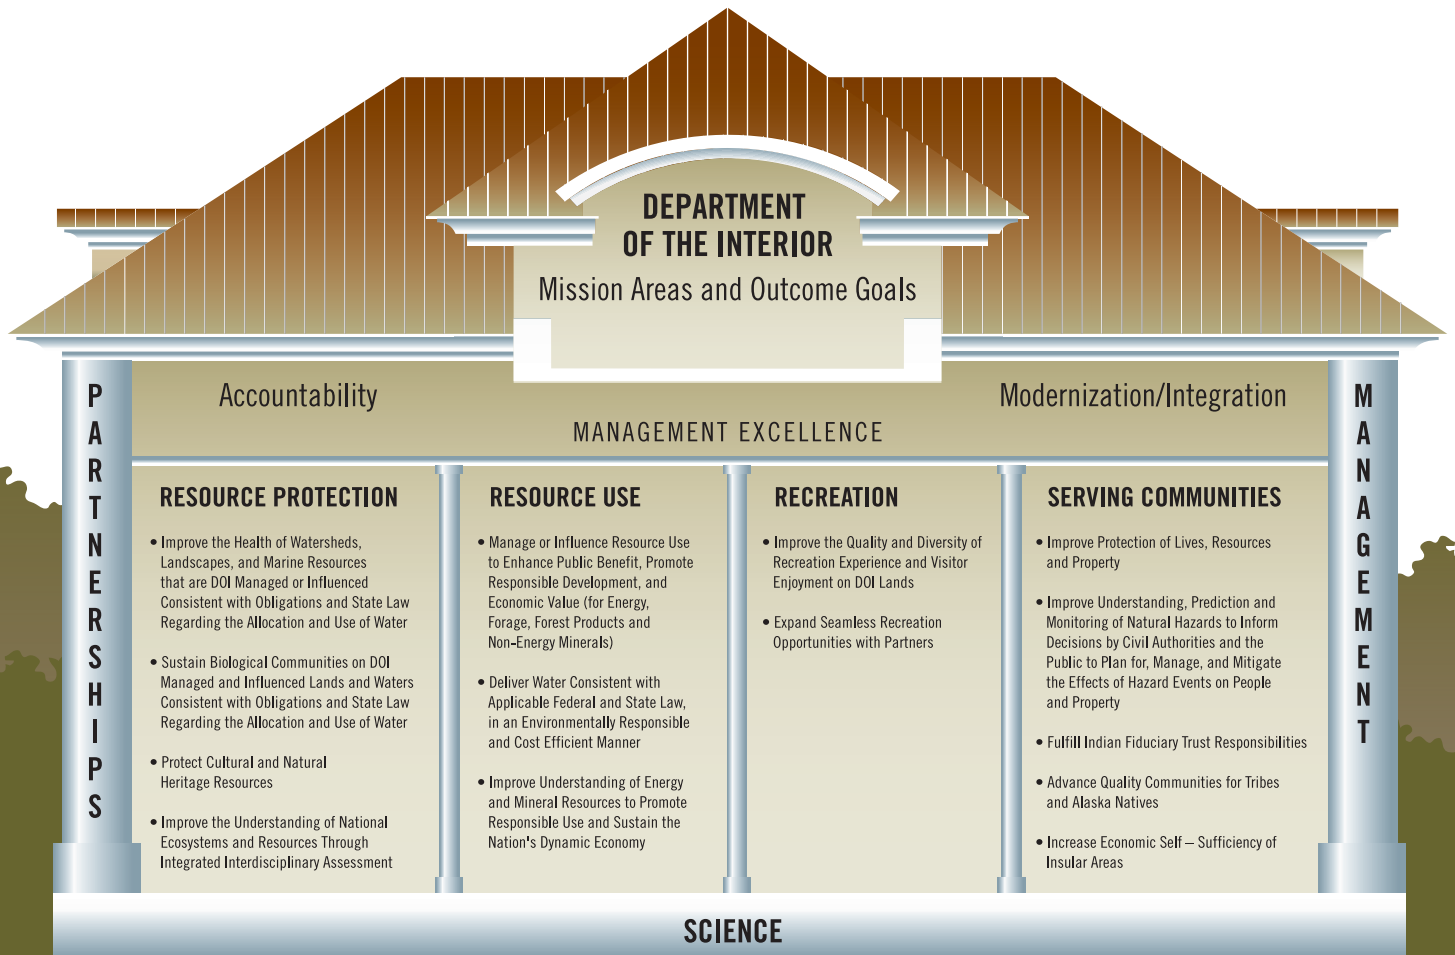 DEPARTMENT
OF THE INTERIOR
Mission Areas and Outcome Goals
Accountability
Modernization/Integration
MANAGEMENT EXCELLENCE
PARTNERSHIPS
RESOURCE PROTECTION
• Improve the Health of Watersheds,
Landscapes, and Marine Resources
that are DOI Managed or Influenced
Consistent with Obligations and State Law
Regarding the Allocation and Use of Water
• Sustain Biological Communities on DOI
Managed and Influenced Lands and Waters
Consistent with Obligations and State Law
Regarding the Allocation and Use of Water
• Protect Cultural and Natural
Heritage Resources
• Improve the Understanding of National
Ecosystems and Resources Through
Integrated Interdisciplinary Assessment
RESOURCE USE
• Manage or Influence Resource Use
to Enhance Public Benefit, Promote
Responsible Development, and
Economic Value (for Energy,
Forage, Forest Products and
Non-Energy Minerals)
• Deliver Water Consistent with
Applicable Federal and State Law,
in an Environmentally Responsible
and Cost Efficient Manner
• Improve Understanding of Energy
and Mineral Resources to Promote
Responsible Use and Sustain the
Nation's Dynamic Economy
RECREATION
• Improve the Quality and Diversity of
Recreation Experience and Visitor
Enjoyment on DOI Lands
• Expand Seamless Recreation
Opportunities with Partners
SERVING COMMUNITIES
• Improve Protection of Lives, Resources
and Property
• Improve Understanding, Prediction and
Monitoring of Natural Hazards to Inform
Decisions by Civil Authorities and the
Public to Plan for, Manage, and Mitigate
the Effects of Hazard Events on People
and Property
• Fulfill Indian Fiduciary Trust Responsibilities
• Advance Quality Communities for Tribes
and Alaska Natives
• Increase Economic Self – Sufficiency of
Insular Areas
MANAGEMENT
SCIENCE